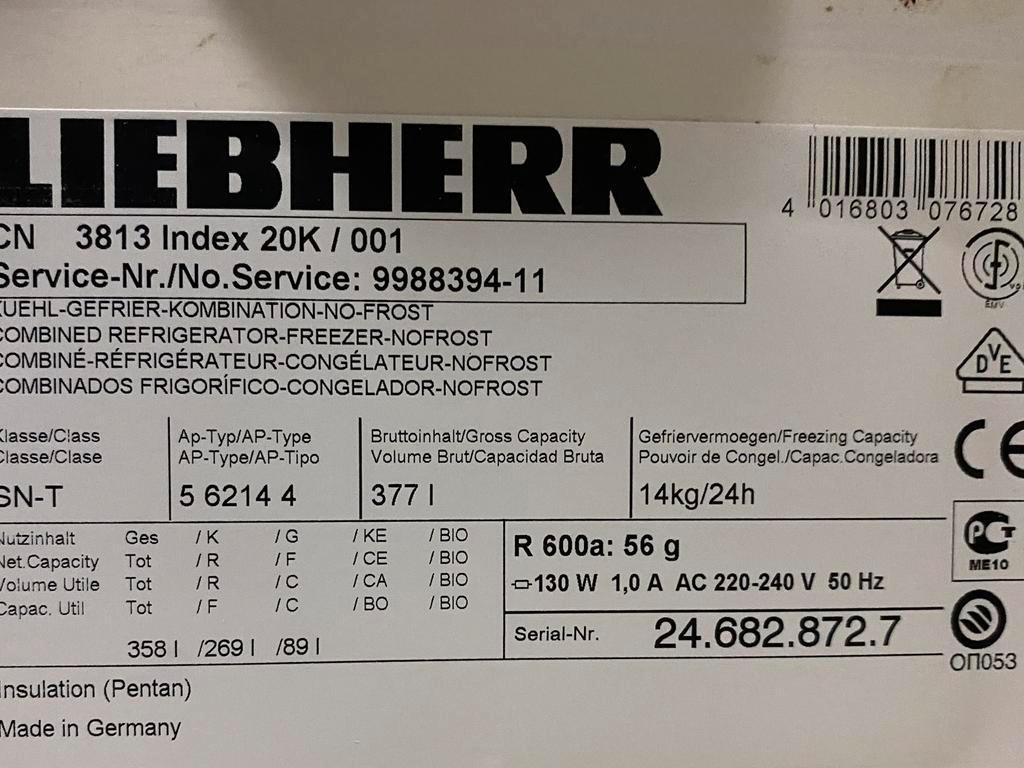 LIEBHERR
4 016803 076728
CN 3813 Index 20K / 001
Service-Nr./No.Service: 9988394-11
KUEHL-GEFRIER-KOMBINATION-NO-FROST
COMBINED REFRIGERATOR-FREEZER-NOFROST
COMBINÉ-RÉFRIGÉRATEUR-CONGÉLATEUR-NOFROST
COMBINADOS FRIGORÍFICO-CONGELADOR-NOFROST
EMV
DVE
CE
Klasse/Class Ap-Typ/AP-Type Bruttoinhalt/Gross Capacity Gefriervermoegen/Freezing Capacity
Classe/Clase AP-Type/AP-Tipo Volume Brut/Capacidad Bruta Pouvoir de Congel./Capac.Congeladora
SN-T 5 6214 4 377 l 14kg/24h
Nutzinhalt Ges / K / G / KE / BIO
Net.Capacity Tot / R / F / CE / BIO
Volume Utile Tot / R / C / CA / BIO
Capac. Util Tot / F / C / BO / BIO
358 l /269 l /89 l
R 600a: 56 g
130 W 1,0 A AC 220-240 V 50 Hz
Serial-Nr. 24.682.872.7
РСТ
ME10
ОП053
Insulation (Pentan)
Made in Germany